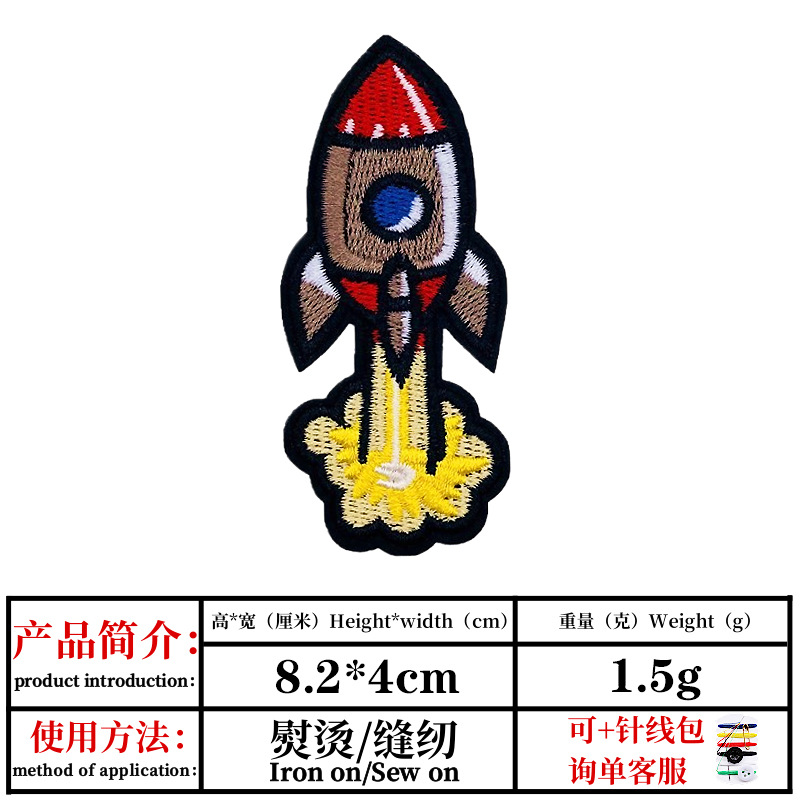 产品简介：
product introduction:
高*宽（厘米）Height*width（cm）
重量（克）Weight（g）
8.2*4cm
1.5g
使用方法：
method of application:
熨烫/缝纫
Iron on/Sew on
可+针线包
询单客服